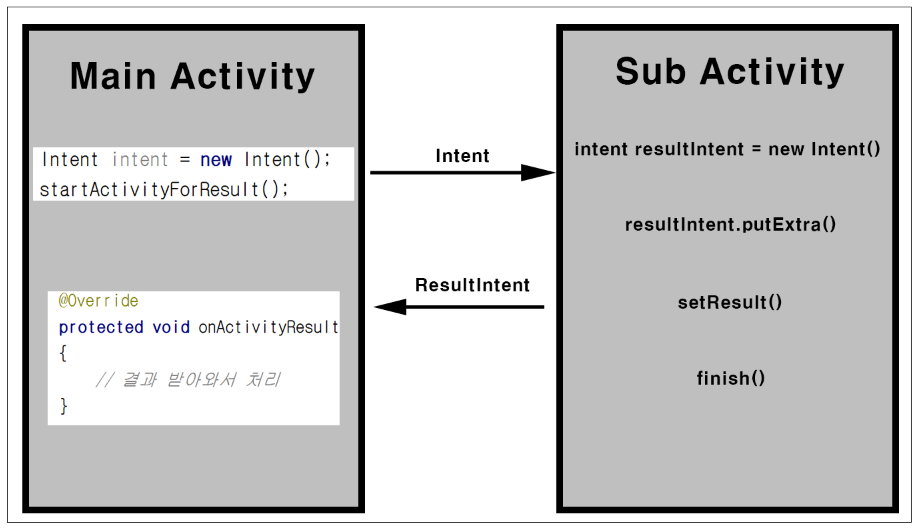 Main Activity
Intent intent = new Intent();
startActivityForResult();
@Override
protected void onActivityResult
{
// 결과 받아와서 처리
}
Intent
ResultIntent
Sub Activity
intent resultIntent = new Intent()
resultIntent.putExtra()
setResult()
finish()